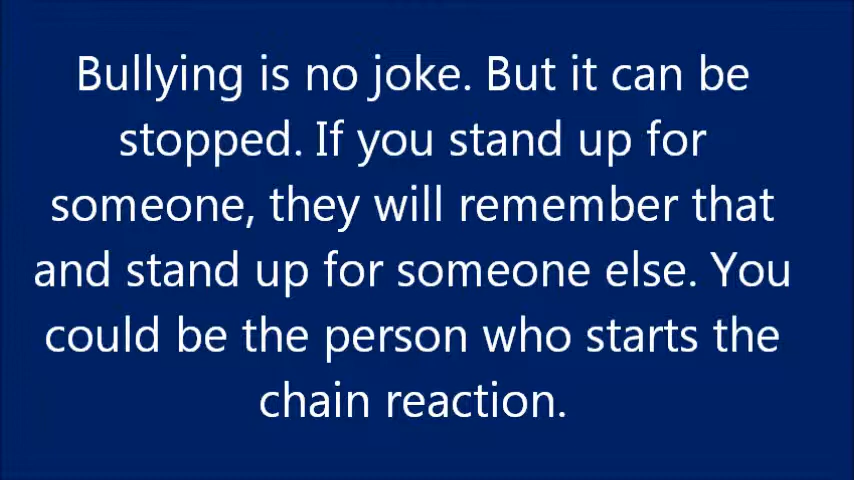 Bullying is no joke. But it can be
stopped. If you stand up for
someone, they will remember that
and stand up for someone else. You
could be the person who starts the
chain reaction.